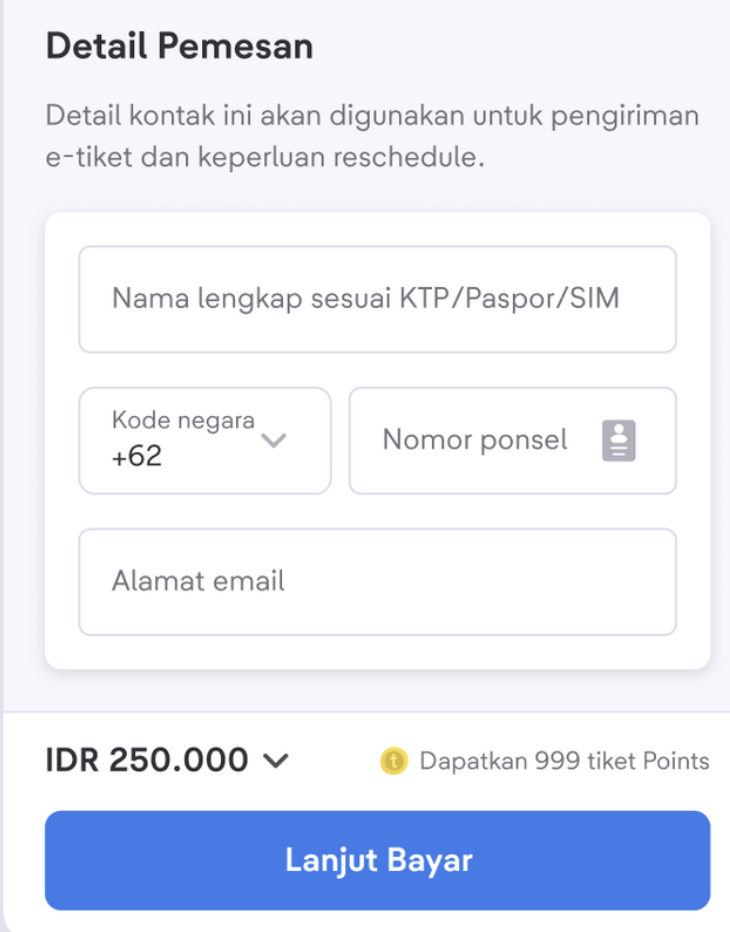 Detail Pemesan
Detail kontak ini akan digunakan untuk pengiriman
e-tiket dan keperluan reschedule.
Nama lengkap sesuai KTP/Paspor/SIM
Kode negara
+62
Nomor ponsel
Alamat email
IDR 250.000
t Dapatkan 999 tiket Points
Lanjut Bayar